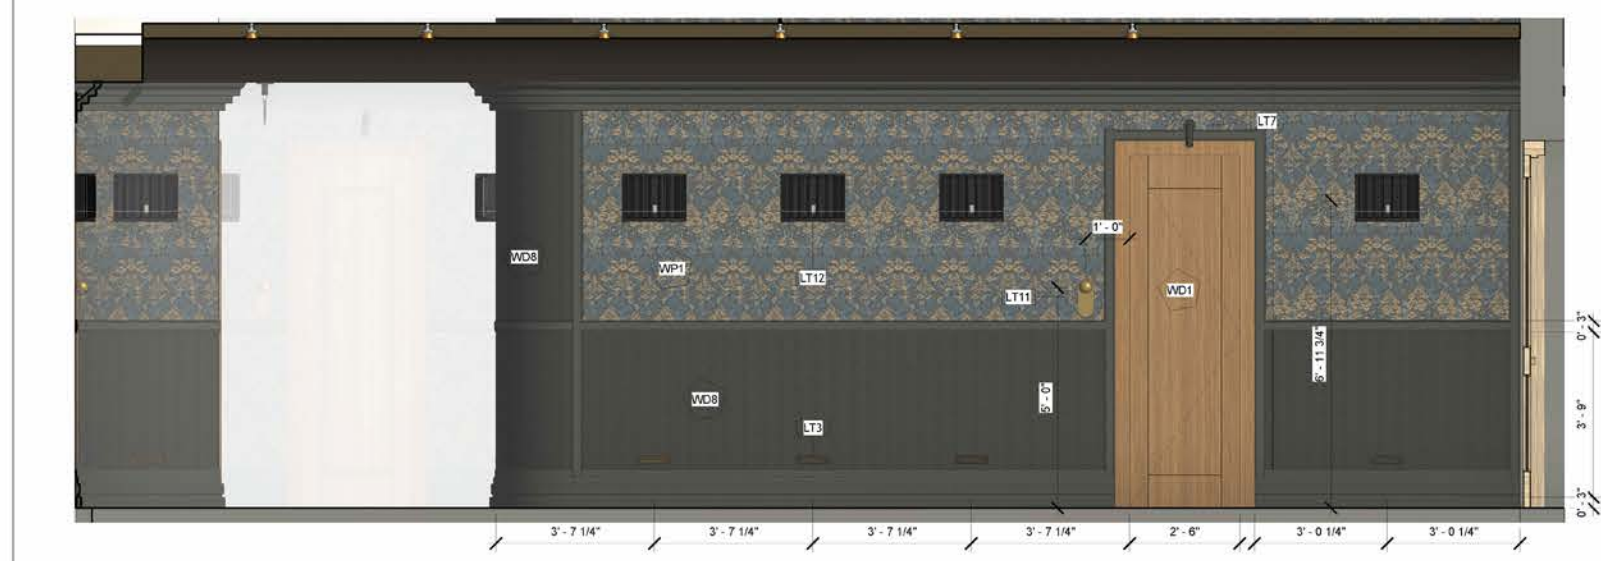 LT7
1' - 0"
WD8
WP1
LT12
LT11
WD1
0' - 3"
6' - 11 3/4"
5' - 0"
WD8
3' - 9"
LT3
0' - 3"
3' - 7 1/4"
3' - 7 1/4"
3' - 7 1/4"
3' - 7 1/4"
2' - 6"
3' - 0 1/4"
3' - 0 1/4"